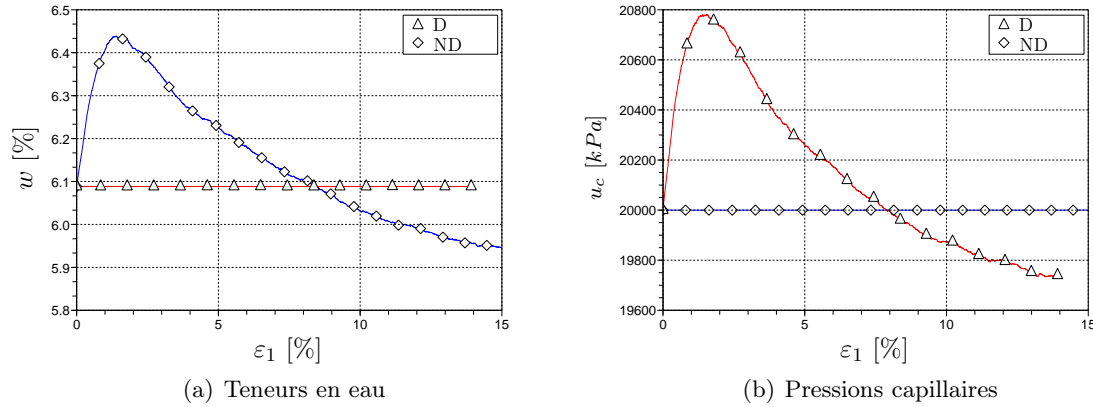 6.5
6.4
6.3
6.2
6.1
6.0
5.9
5.8
0 5 10 15
w [%]
ε₁ [%]
D
ND
(a) Teneurs en eau
20800
20600
20400
20200
20000
19800
19600
0 5 10 15
u_c [kPa]
ε₁ [%]
D
ND
(b) Pressions capillaires